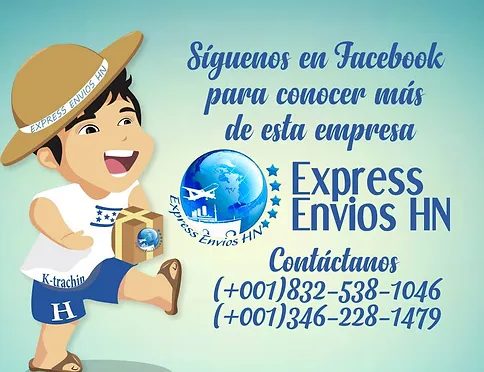 Síguenos en Facebook
para conocer más
de esta empresa
EXPRESS ENVIOS HN
Express Envios HN
Express
Envios HN
K-trachin
H
Contáctanos
(+001)832-538-1046
(+001)346-228-1479